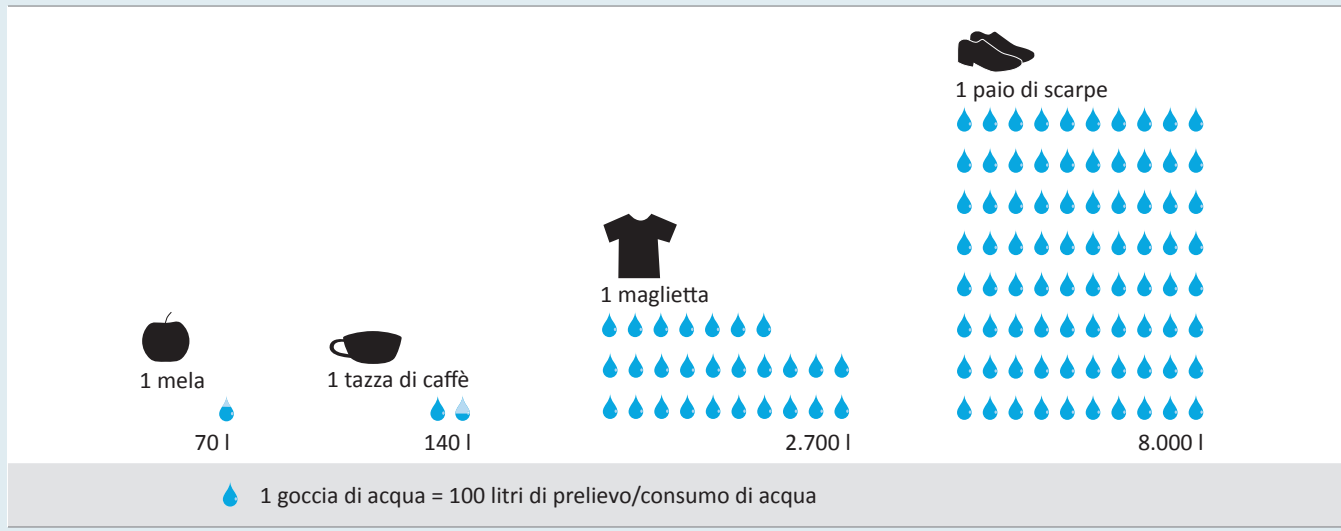 1 paio di scarpe
1 maglietta
1 mela
1 tazza di caffè
70 l
140 l
2.700 l
8.000 l
1 goccia di acqua = 100 litri di prelievo/consumo di acqua